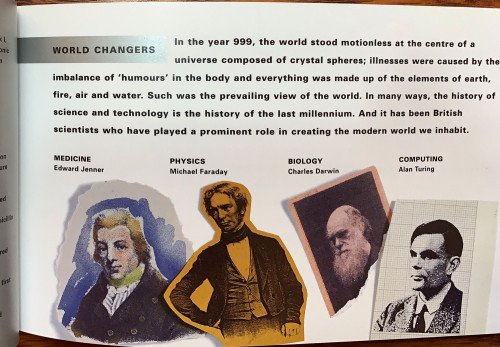 WORLD CHANGERS
In the year 999, the world stood motionless at the centre of a
universe composed of crystal spheres; illnesses were caused by the
imbalance of 'humours' in the body and everything was made up of the elements of earth,
fire, air and water. Such was the prevailing view of the world. In many ways, the history of
science and technology is the history of the last millennium. And it has been British
scientists who have played a prominent role in creating the modern world we inhabit.
MEDICINE
Edward Jenner
PHYSICS
Michael Faraday
BIOLOGY
Charles Darwin
COMPUTING
Alan Turing